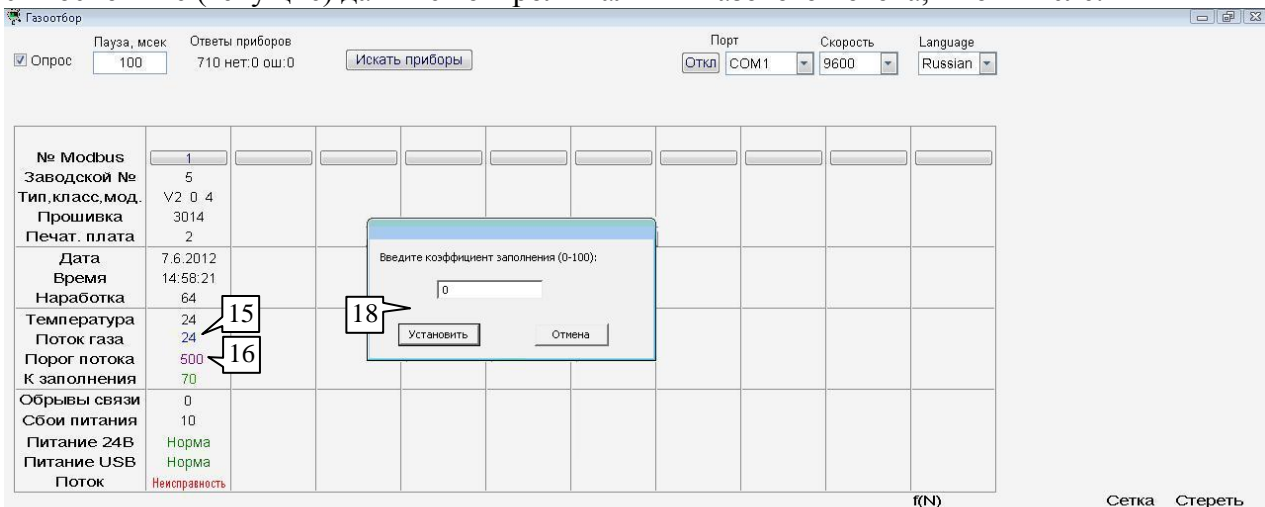 Газоотбор
Пауза, мсек Ответы приборов Порт Скорость Language
Опрос 100 710 нет:0 ош:0 Искать приборы Откл COM1 9600 Russian
№ Modbus 1
Заводской № 5
Тип,класс,мод. V2 0 4
Прошивка 3014
Печат. плата 2
Дата 7.6.2012
Время 14:58:21
Наработка 64
Температура 24
Поток газа 24
Порог потока 500
К заполнения 70
Обрывы связи 0
Сбои питания 10
Питание 24В Норма
Питание USB Норма
Поток Неисправность
Введите коэффициент заполнения (0-100):
0
Установить Отмена
15
16
18
f(N) Сетка Стереть